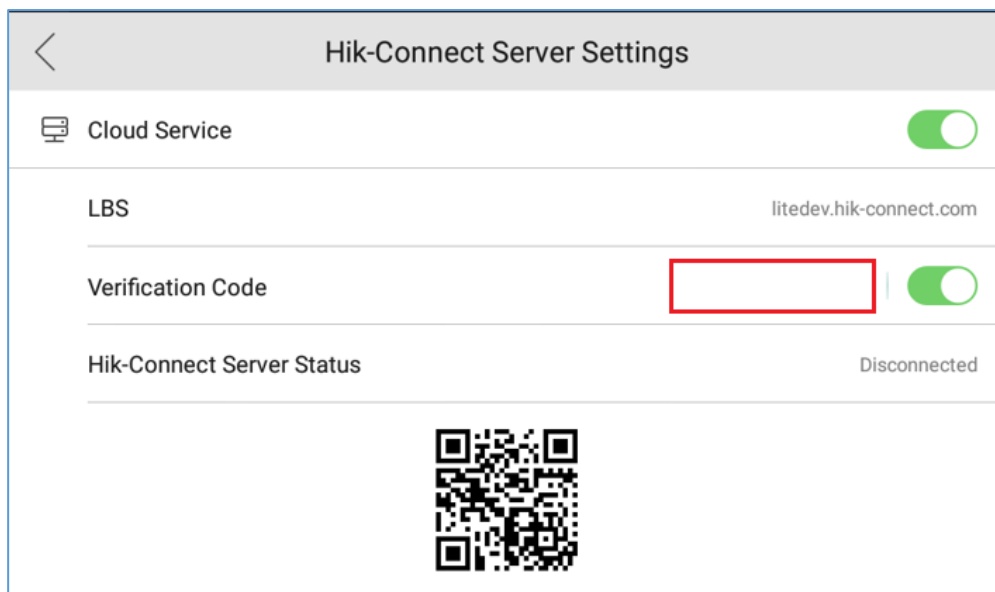 Hik-Connect Server Settings
Cloud Service
LBS litedev.hik-connect.com
Verification Code
Hik-Connect Server Status Disconnected